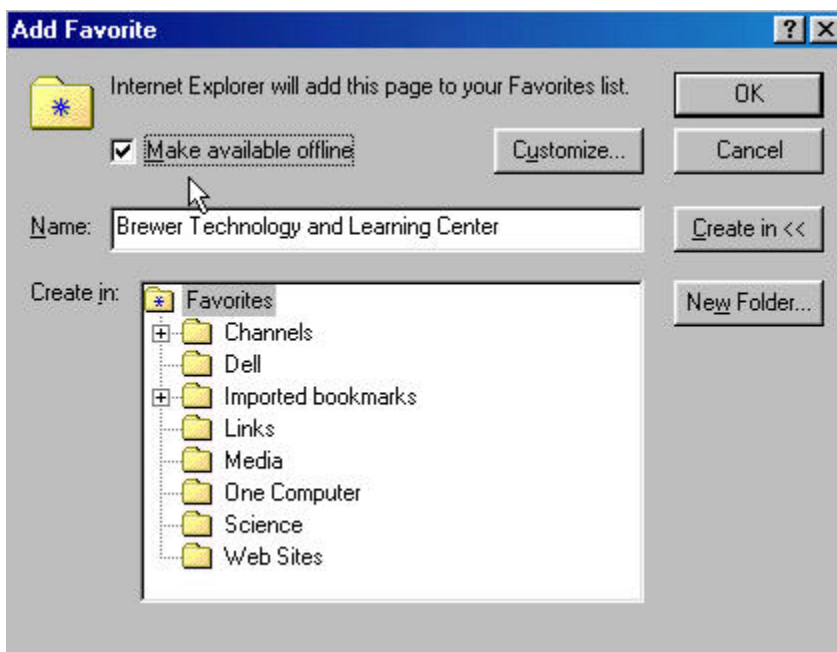 Add Favorite
Internet Explorer will add this page to your Favorites list.
OK
Make available offline
Customize...
Cancel
Name:
Brewer Technology and Learning Center
Create in <<
Create in:
Favorites
New Folder...
Channels
Dell
Imported bookmarks
Links
Media
One Computer
Science
Web Sites